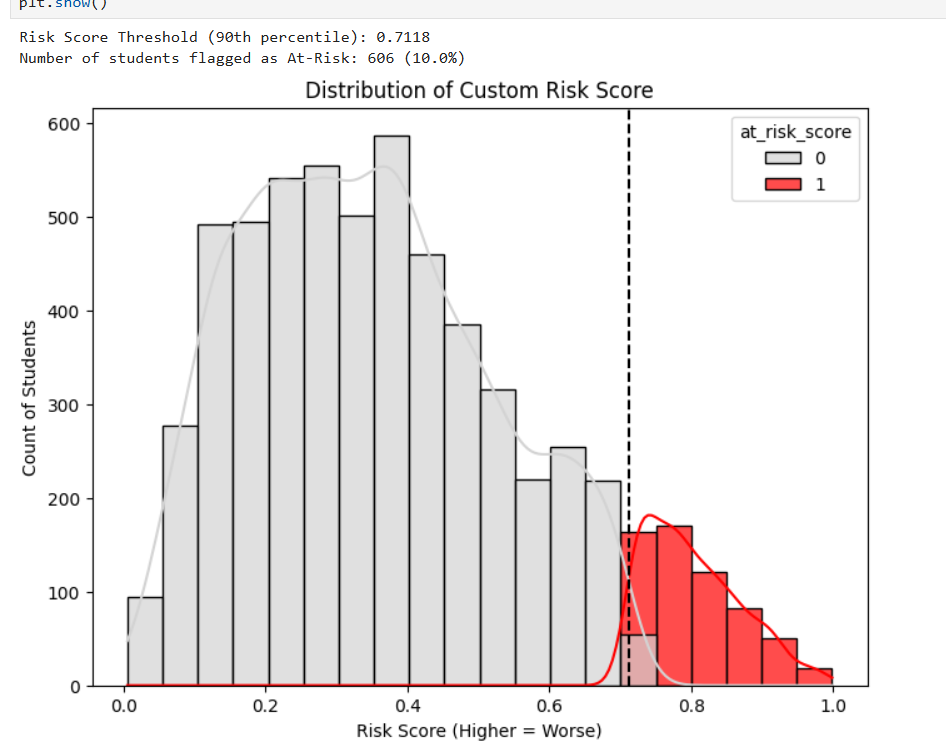 plt.show()
Risk Score Threshold (90th percentile): 0.7118
Number of students flagged as At-Risk: 606 (10.0%)
Distribution of Custom Risk Score
at_risk_score
0
1
600
500
400
300
200
100
0
Count of Students
0.0 0.2 0.4 0.6 0.8 1.0
Risk Score (Higher = Worse)